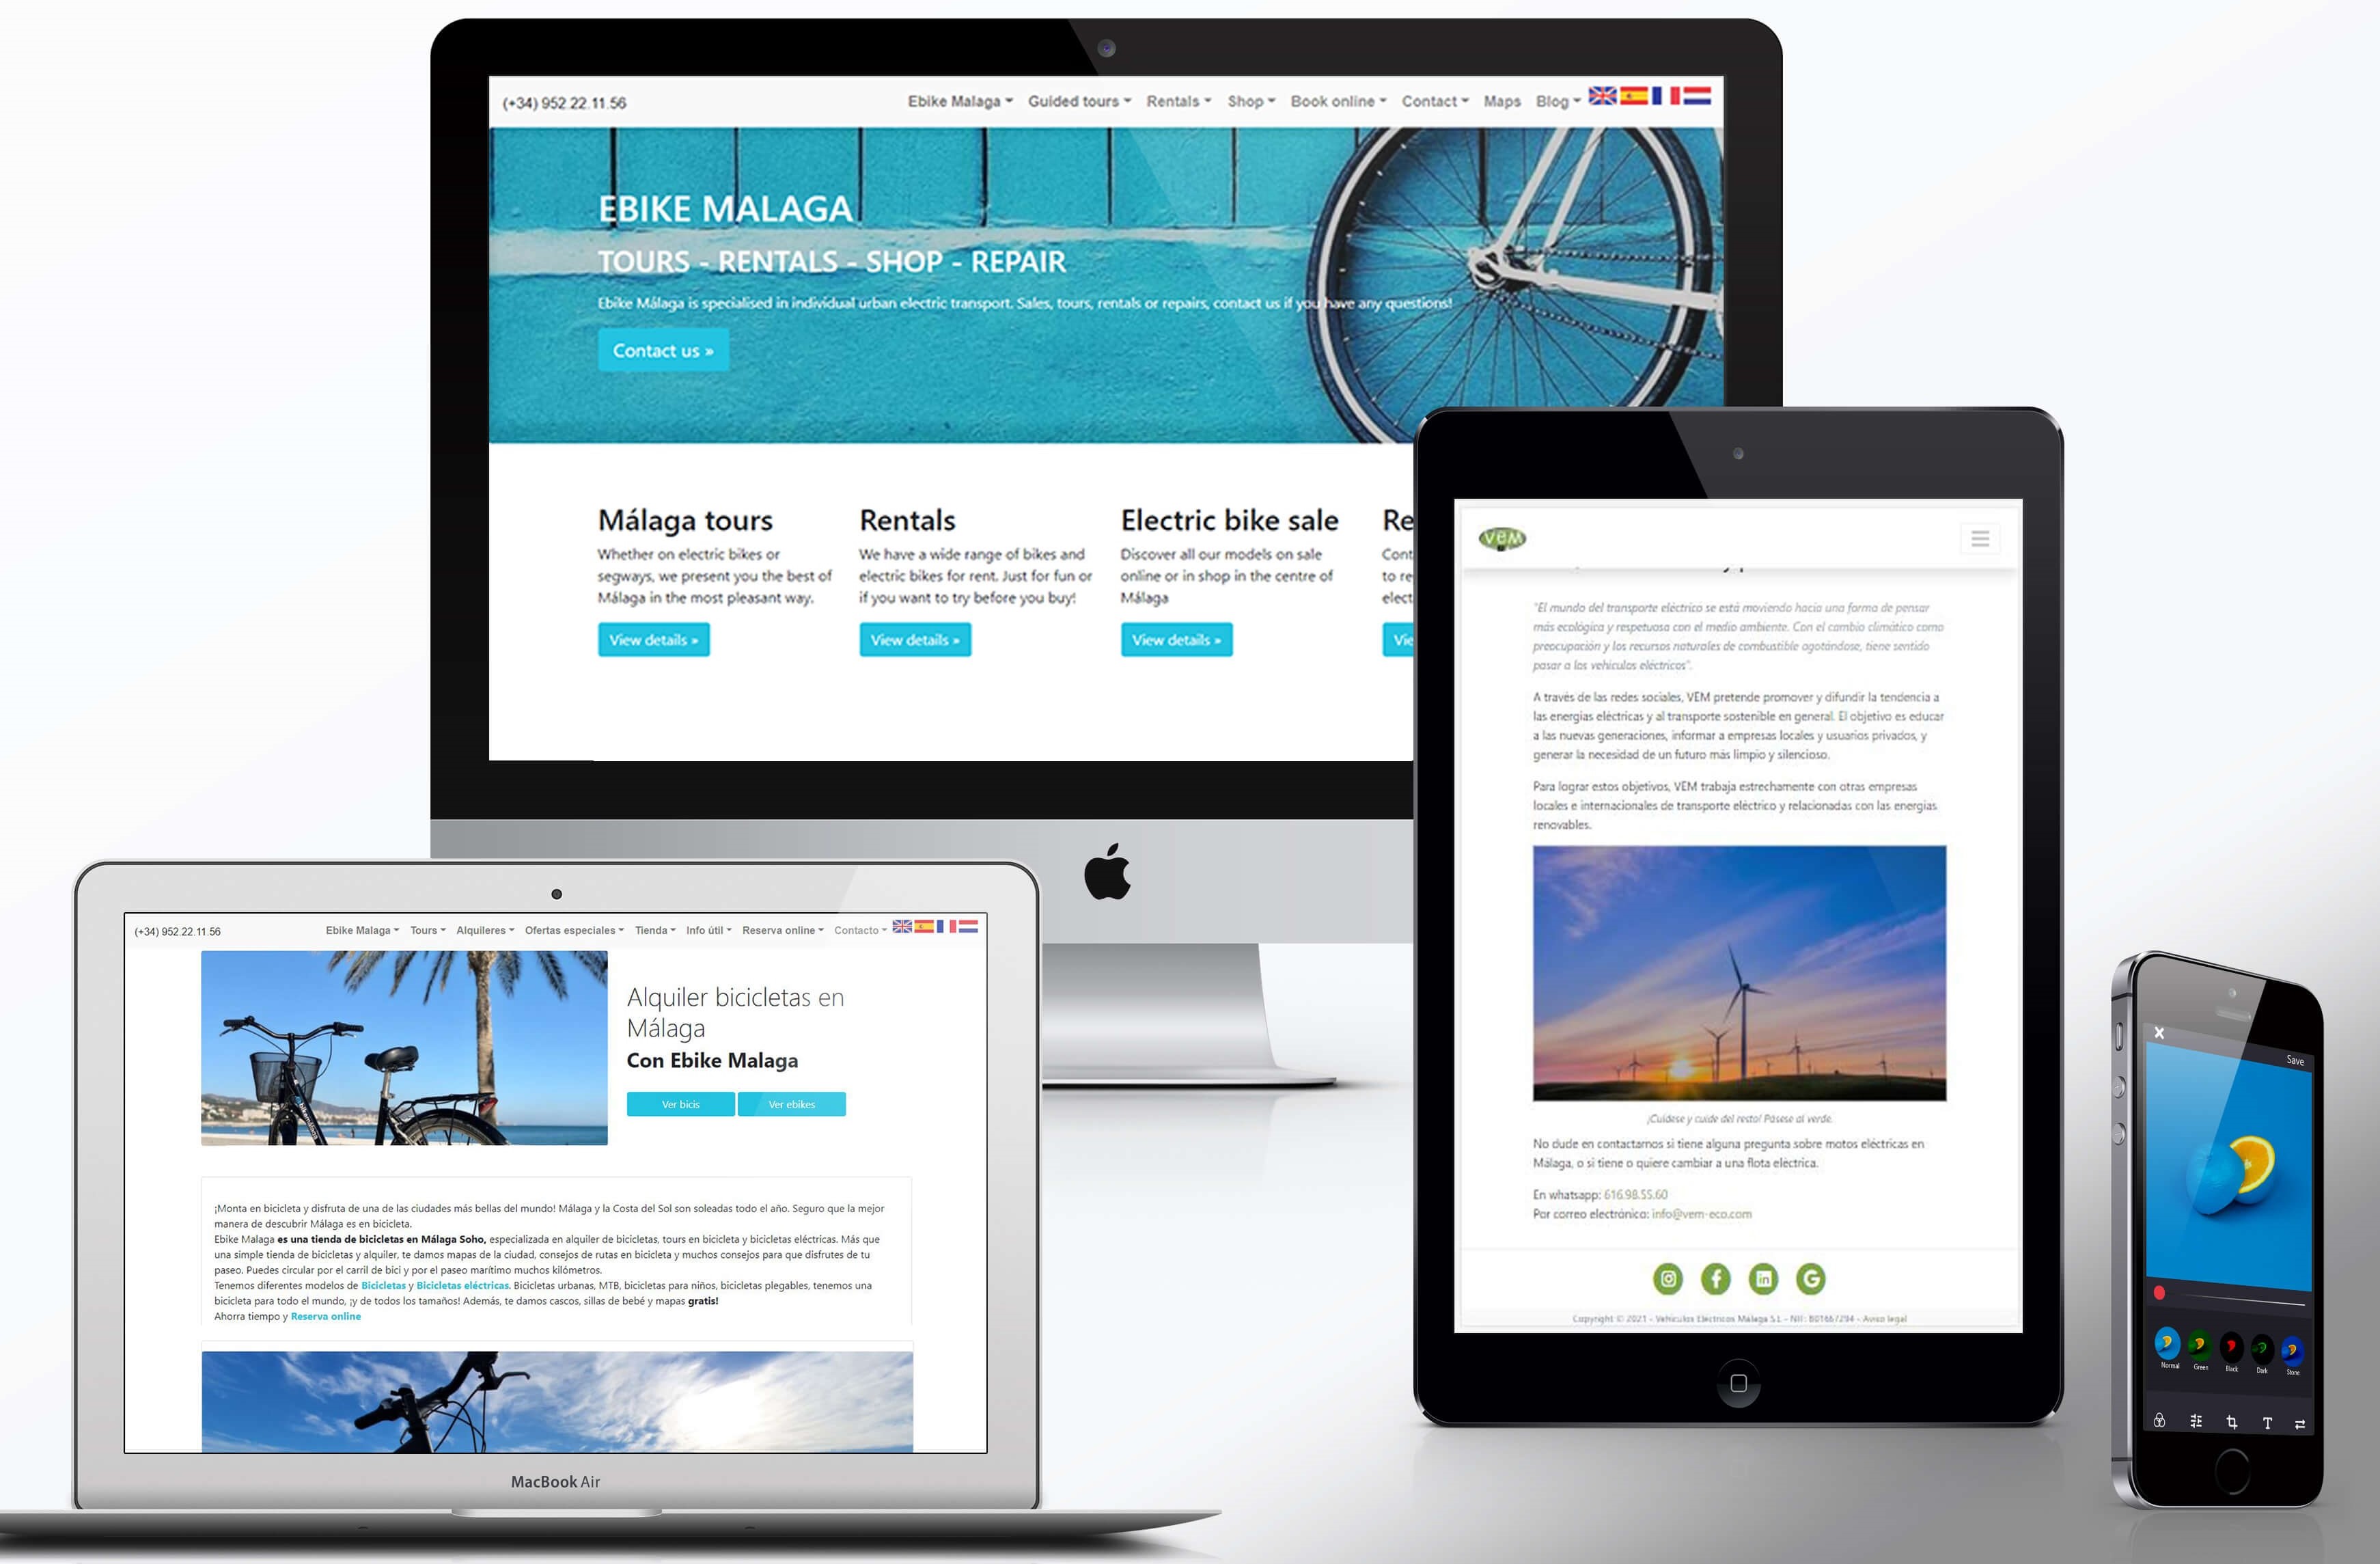 (+34) 952.22.11.56
Ebike Malaga Guided tours Rentals Shop Book online Contact Maps Blog
EBIKE MALAGA
TOURS - RENTALS - SHOP - REPAIR
Ebike Málaga is specialised in individual urban electric transport. Sales, tours, rentals or repairs, contact us if you have any questions!
Contact us »
Málaga tours
Whether on electric bikes or
segways, we present you the best of
Málaga in the most pleasant way.
View details »
Rentals
We have a wide range of bikes and
electric bikes for rent. Just for fun or
if you want to try before you buy!
View details »
Electric bike sale
Discover all our models on sale
online or in shop in the centre of
Málaga
View details »
Re
Cont
to re
elect
Vie
(+34) 952.22.11.56
Ebike Malaga Tours Alquileres Ofertas especiales Tienda Info útil Reserva online Contacto
Alquiler bicicletas en
Málaga
Con Ebike Malaga
Ver bicis
Ver ebikes
¡Monta en bicicleta y disfruta de una de las ciudades más bellas del mundo! Málaga y la Costa del Sol son soleadas todo el año. Seguro que la mejor
manera de descubrir Málaga es en bicicleta.
Ebike Malaga es una tienda de bicicletas en Málaga Soho, especializada en alquiler de bicicletas, tours en bicicleta y bicicletas eléctricas. Más que
una simple tienda de bicicletas y alquiler, te damos mapas de la ciudad, consejos de rutas en bicicleta y muchos consejos para que disfrutes de tu
paseo. Puedes circular por el carril de bici y por el paseo marítimo muchos kilómetros.
Tenemos diferentes modelos de Bicicletas y Bicicletas eléctricas. Bicicletas urbanas, MTB, bicicletas para niños, bicicletas plegables, tenemos una
bicicleta para todo el mundo, ¡y de todos los tamaños! Además, te damos cascos, sillas de bebé y mapas gratis!
Ahorra tiempo y Reserva online
MacBook Air
VEM
"El mundo del transporte eléctrico se está moviendo hacia una forma de pensar
más ecológica y respetuosa con el medio ambiente. Con el cambio climático como
preocupación y los recursos naturales de combustible agotándose, tiene sentido
pasar a los vehículos eléctricos".
A través de las redes sociales, VEM pretende promover y difundir la tendencia a
las energías eléctricas y al transporte sostenible en general. El objetivo es educar
a las nuevas generaciones, informar a empresas locales y usuarios privados, y
generar la necesidad de un futuro más limpio y silencioso.
Para lograr estos objetivos, VEM trabaja estrechamente con otras empresas
locales e internacionales de transporte eléctrico y relacionadas con las energías
renovables.
¡Cuídese y cuide del resto! Pásese al verde.
No dude en contactarnos si tiene alguna pregunta sobre motos eléctricas en
Málaga, o si tiene o quiere cambiar a una flota eléctrica.
En whatsapp: 616.98.55.60
Por correo electrónico: info@vem-eco.com
Copyright © 2021 - Vehículos Eléctricos Málaga S.L - NIF: B01667294 - Aviso legal
Save
Normal Green Black Dark Stone
T